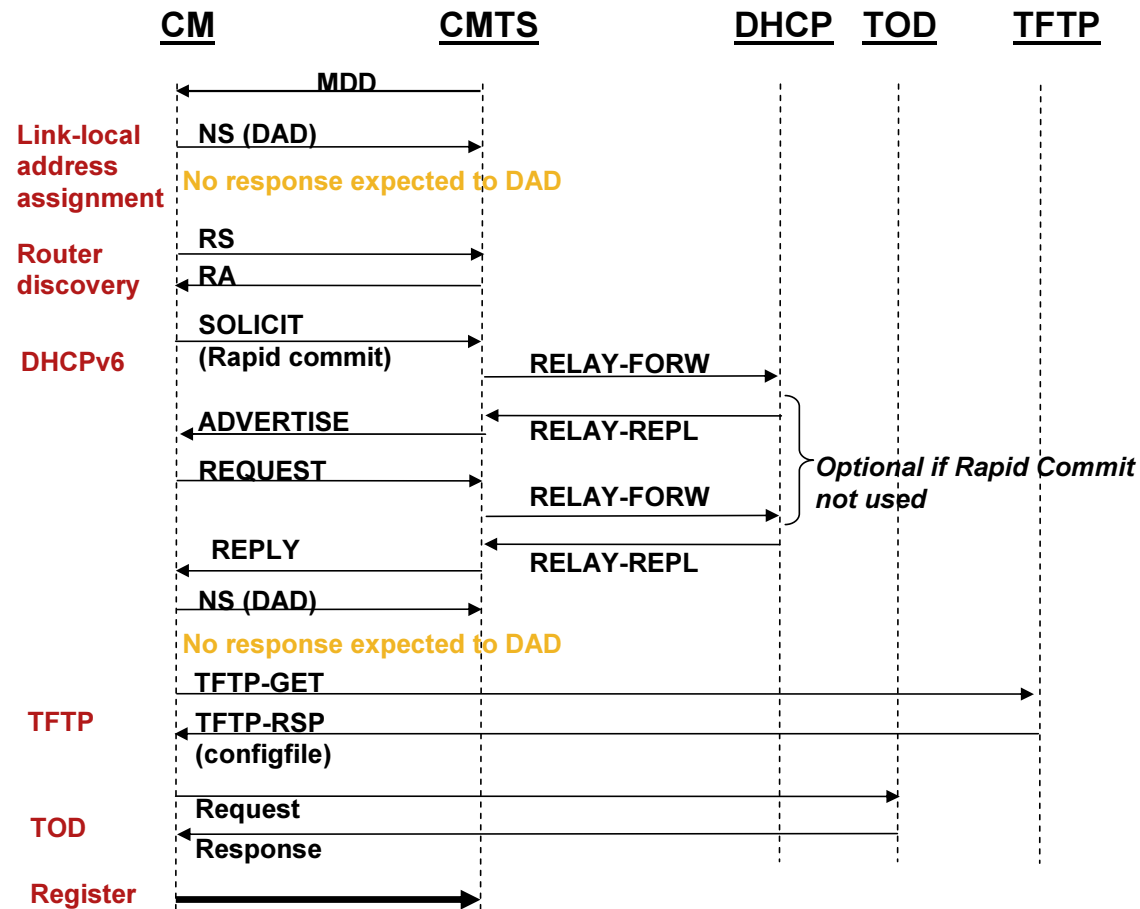 CM CMTS DHCP TOD TFTP
MDD
Link-local
address
assignment
NS (DAD)
No response expected to DAD
Router
discovery
RS
RA
DHCPv6
SOLICIT
(Rapid commit)
RELAY-FORW
ADVERTISE
RELAY-REPL
REQUEST
RELAY-FORW
Optional if Rapid Commit
not used
REPLY
RELAY-REPL
NS (DAD)
No response expected to DAD
TFTP-GET
TFTP
TFTP-RSP
(configfile)
TOD
Request
Response
Register